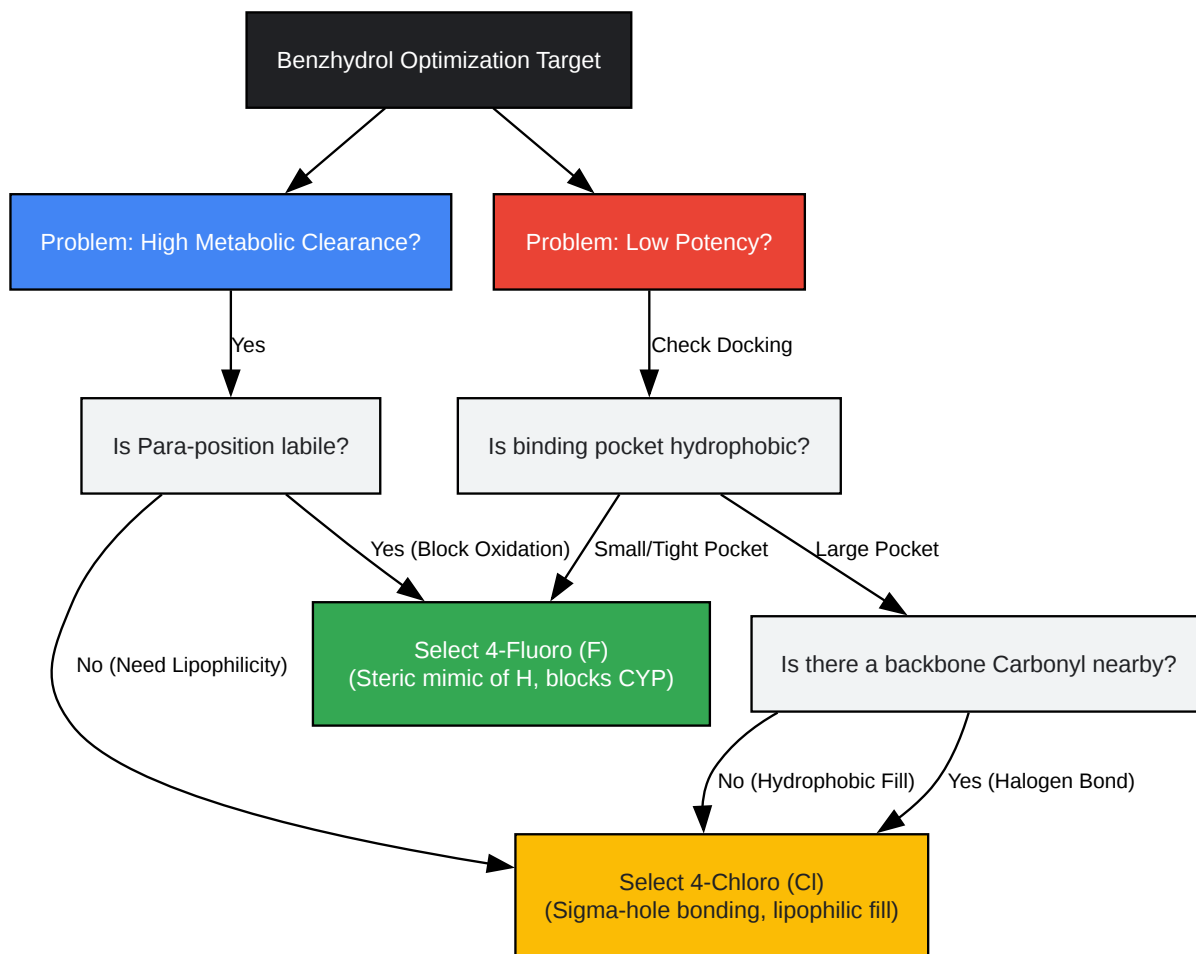 Benzhydrol Optimization Target
Problem: High Metabolic Clearance?
Problem: Low Potency?
Yes
Check Docking
Is Para-position labile?
Is binding pocket hydrophobic?
Yes (Block Oxidation)
Small/Tight Pocket
Large Pocket
No (Need Lipophilicity)
Select 4-Fluoro (F)
(Steric mimic of H, blocks CYP)
Is there a backbone Carbonyl nearby?
No (Hydrophobic Fill)
Yes (Halogen Bond)
Select 4-Chloro (Cl)
(Sigma-hole bonding, lipophilic fill)